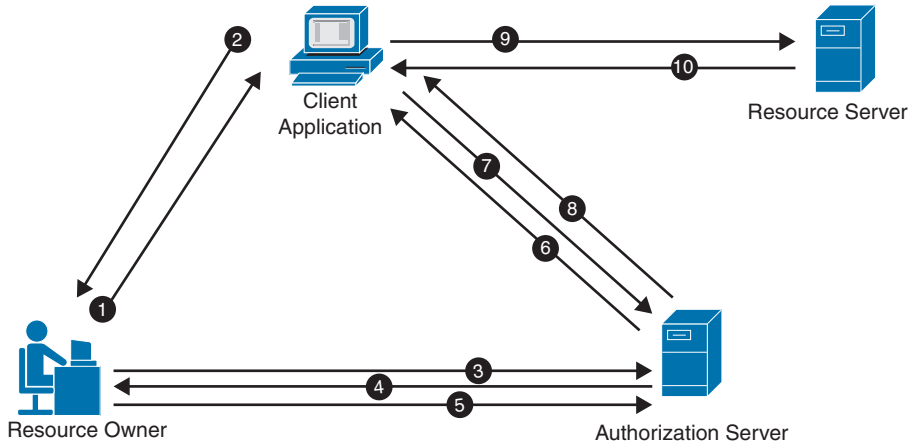 2
9
10
Client
Application
Resource Server
7
8
6
1
3
4
5
Resource Owner
Authorization Server